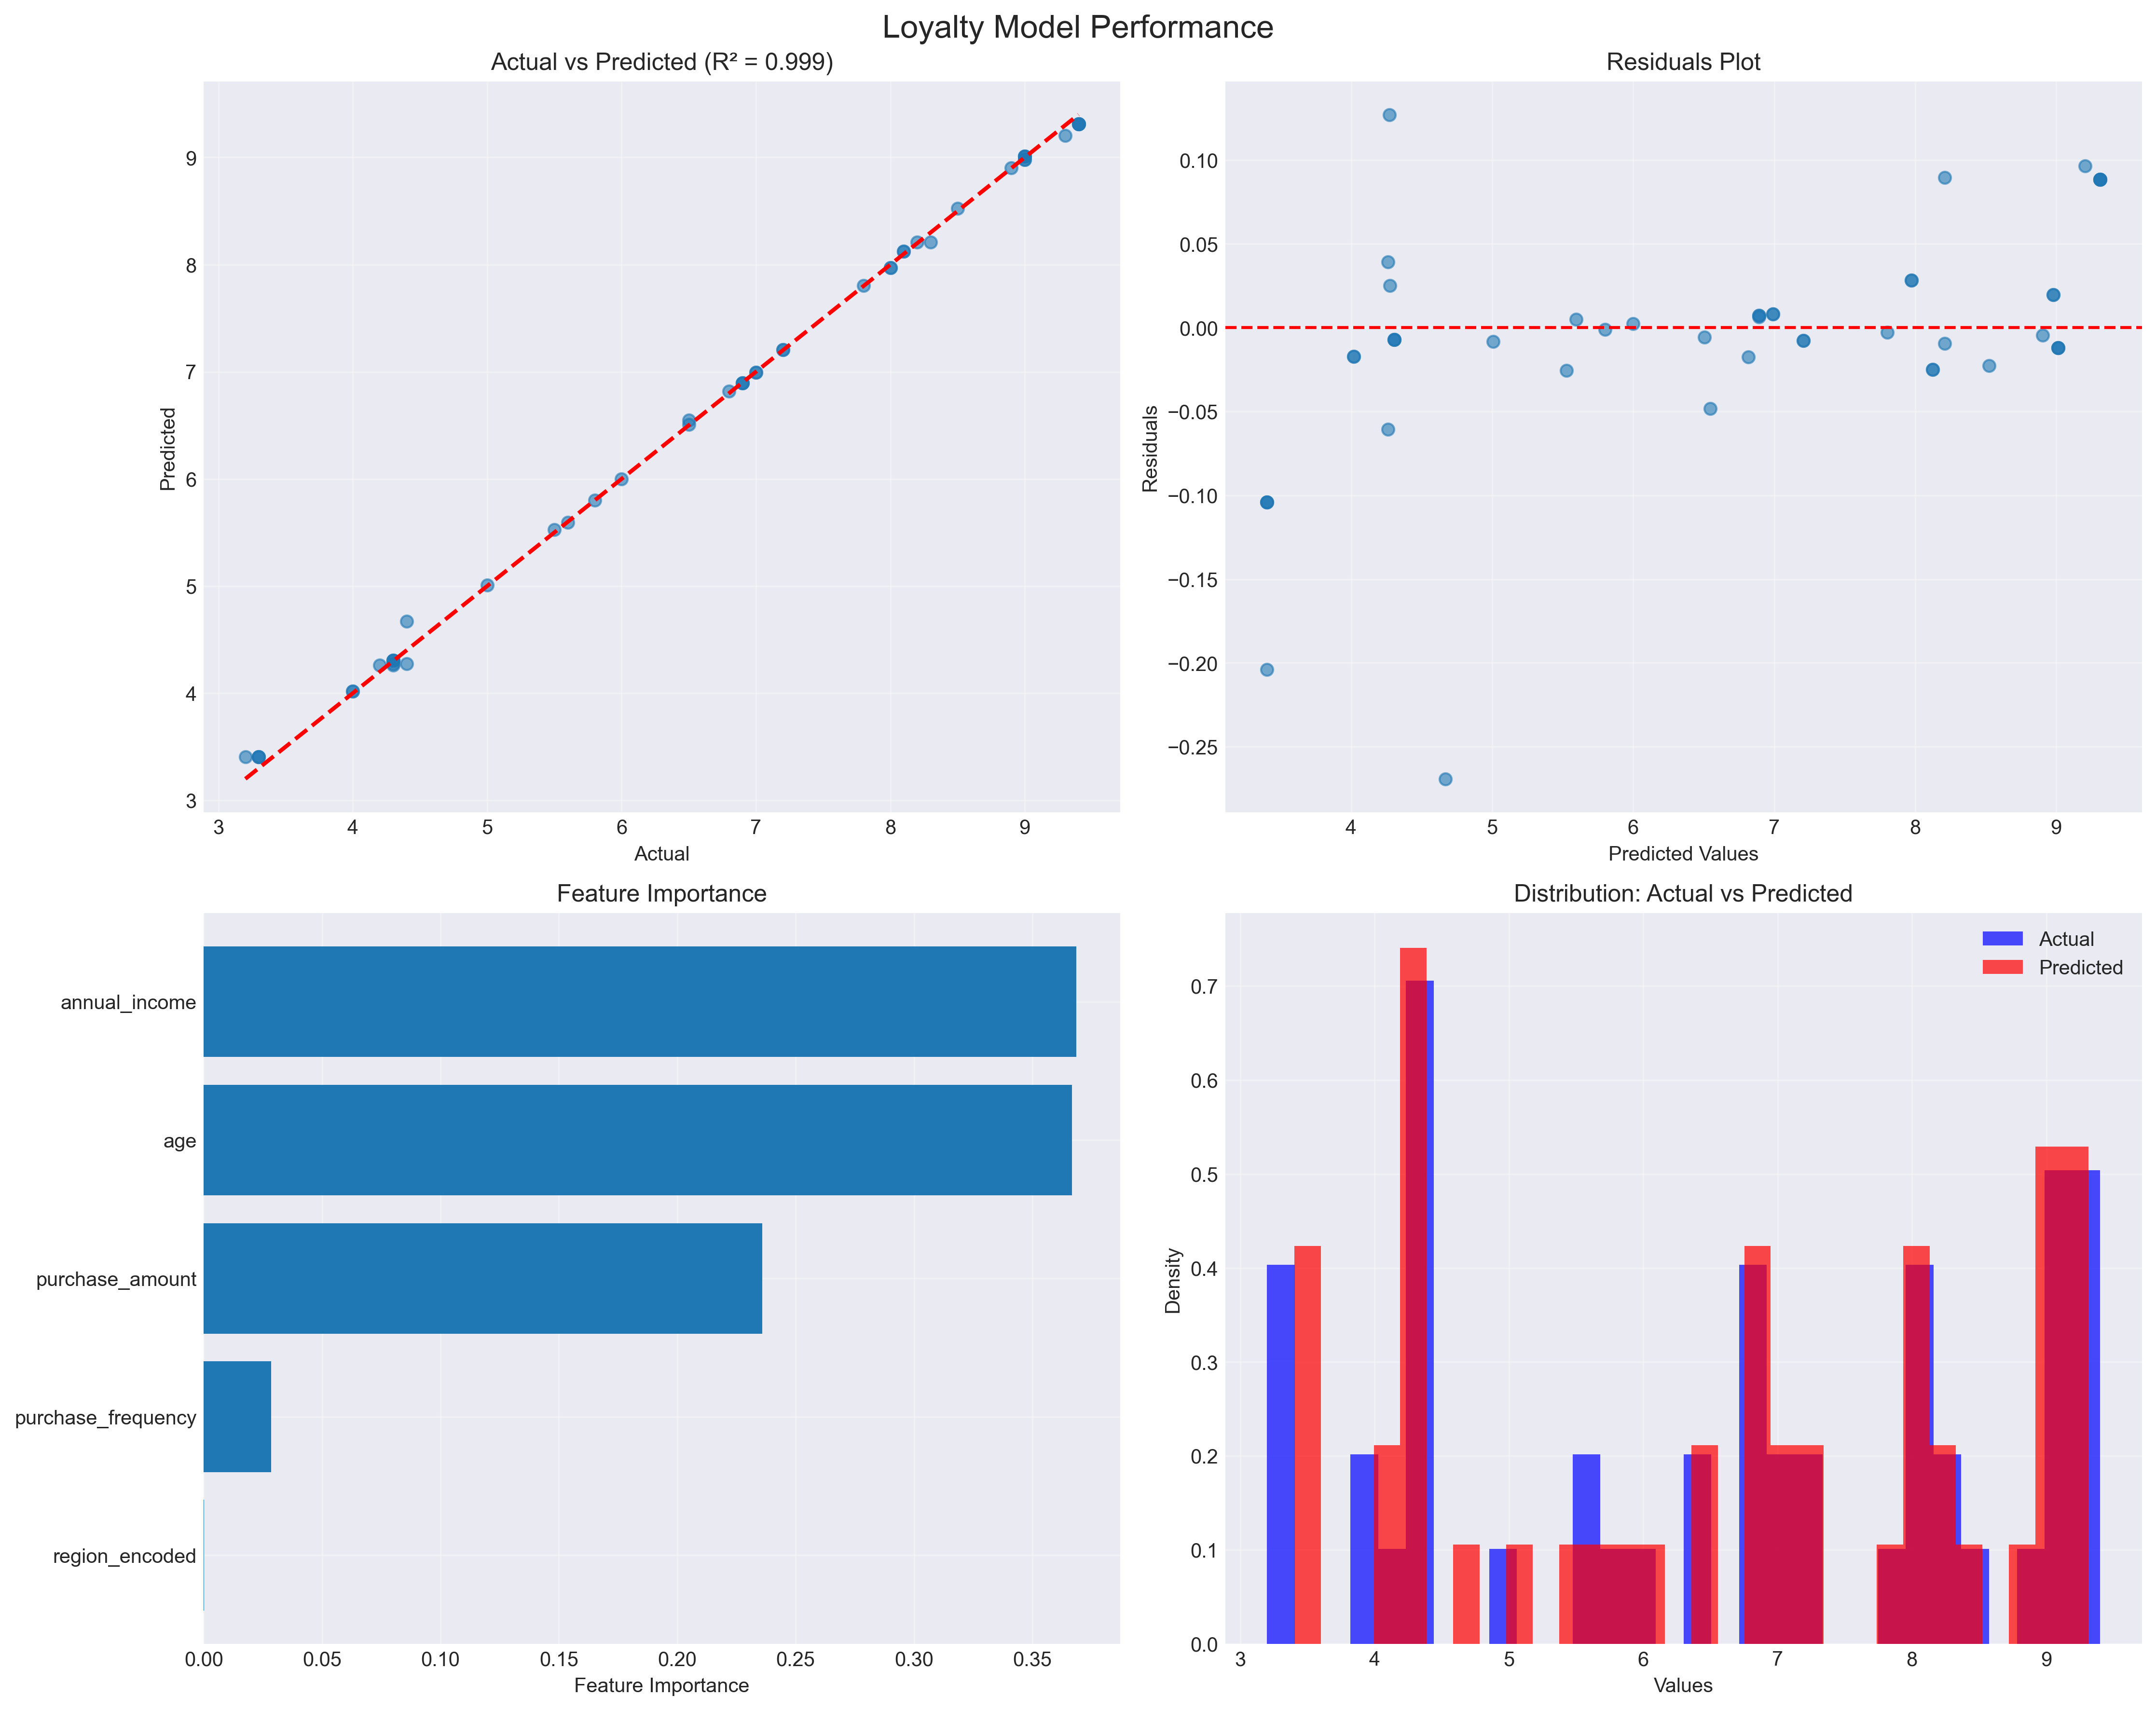 Loyalty Model Performance
Actual vs Predicted (R² = 0.999)
Predicted
9
8
7
6
5
4
3
3 4 5 6 7 8 9
Actual
Residuals Plot
Residuals
0.10
0.05
0.00
−0.05
−0.10
−0.15
−0.20
−0.25
4 5 6 7 8 9
Predicted Values
Feature Importance
annual_income
age
purchase_amount
purchase_frequency
region_encoded
0.00 0.05 0.10 0.15 0.20 0.25 0.30 0.35
Feature Importance
Distribution: Actual vs Predicted
Actual
Predicted
Density
0.7
0.6
0.5
0.4
0.3
0.2
0.1
0.0
3 4 5 6 7 8 9
Values